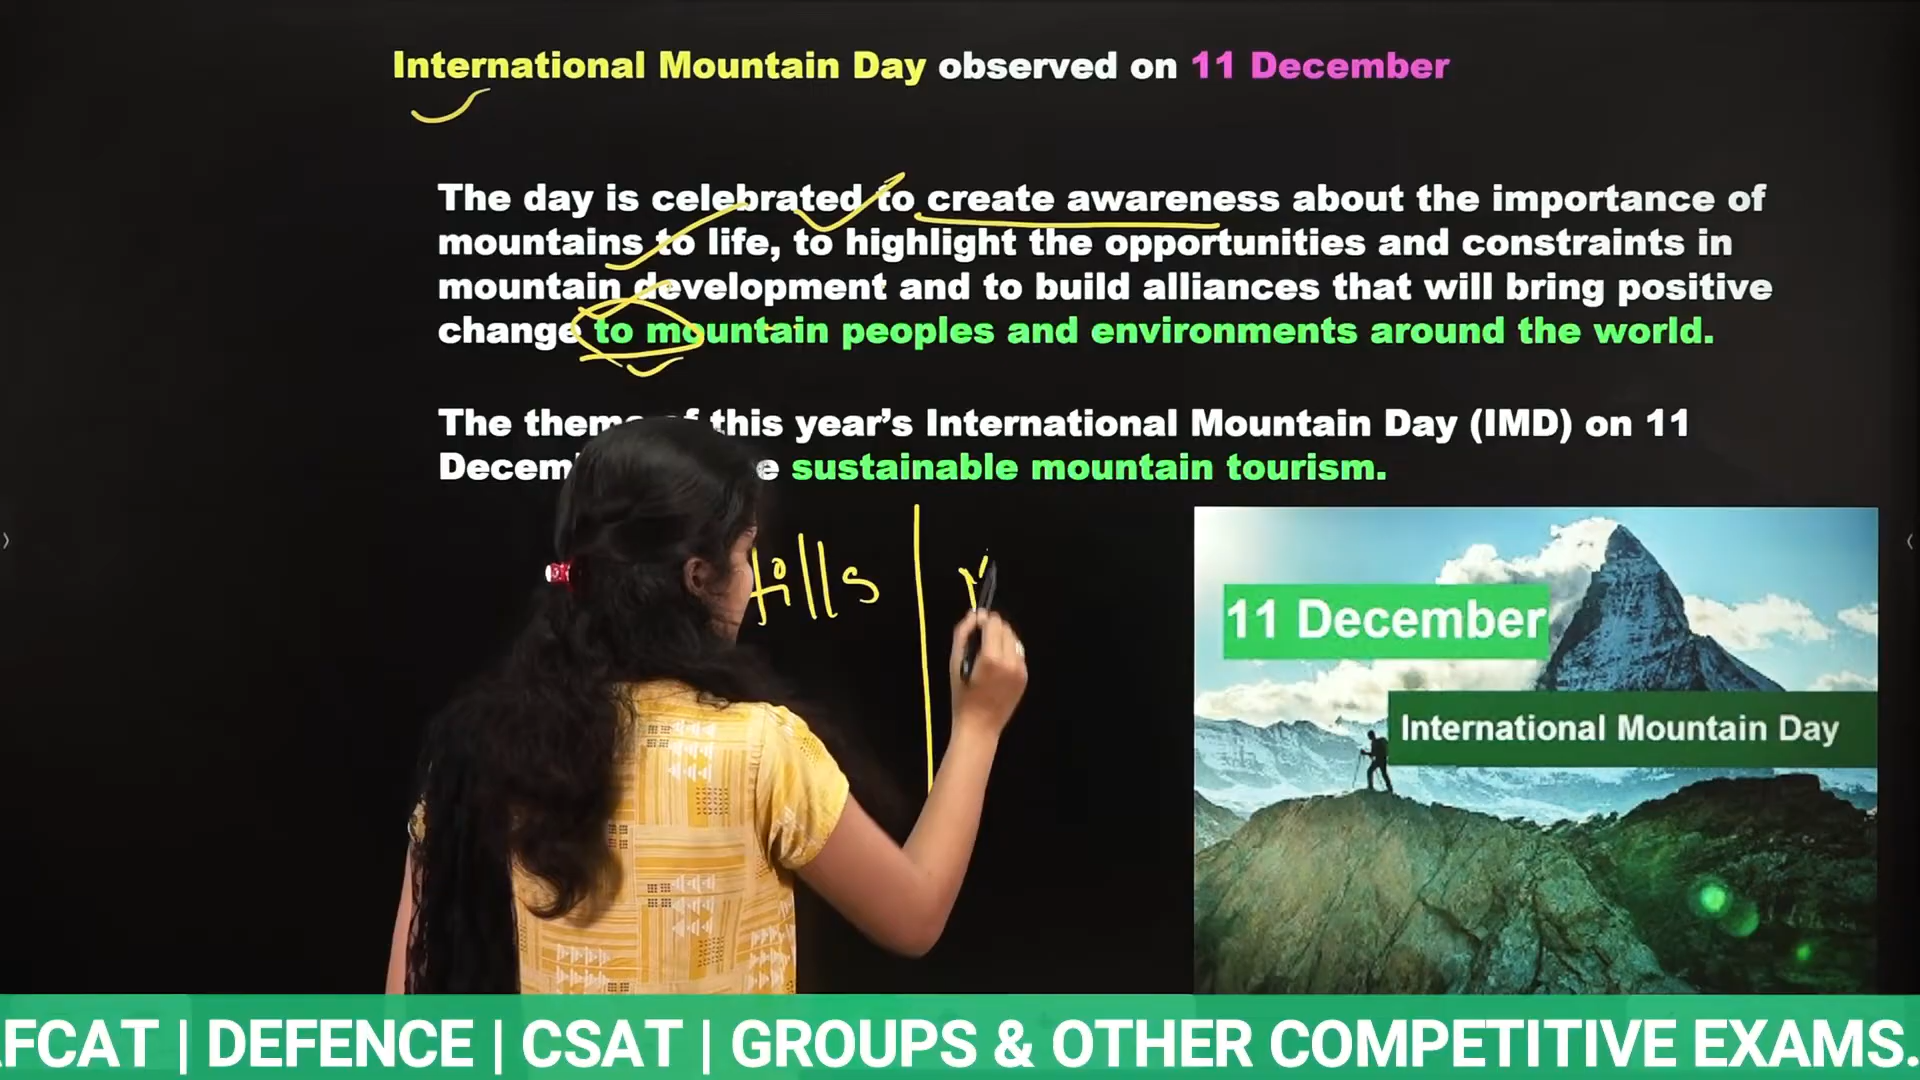 International Mountain Day observed on 11 December
The day is celebrated to create awareness about the importance of
mountains to life, to highlight the opportunities and constraints in
mountain development and to build alliances that will bring positive
change to mountain peoples and environments around the world.
The theme of this year’s International Mountain Day (IMD) on 11
sustainable mountain tourism.
Hills
11 December
International Mountain Day
FCAT | DEFENCE | CSAT | GROUPS & OTHER COMPETITIVE EXAMS.